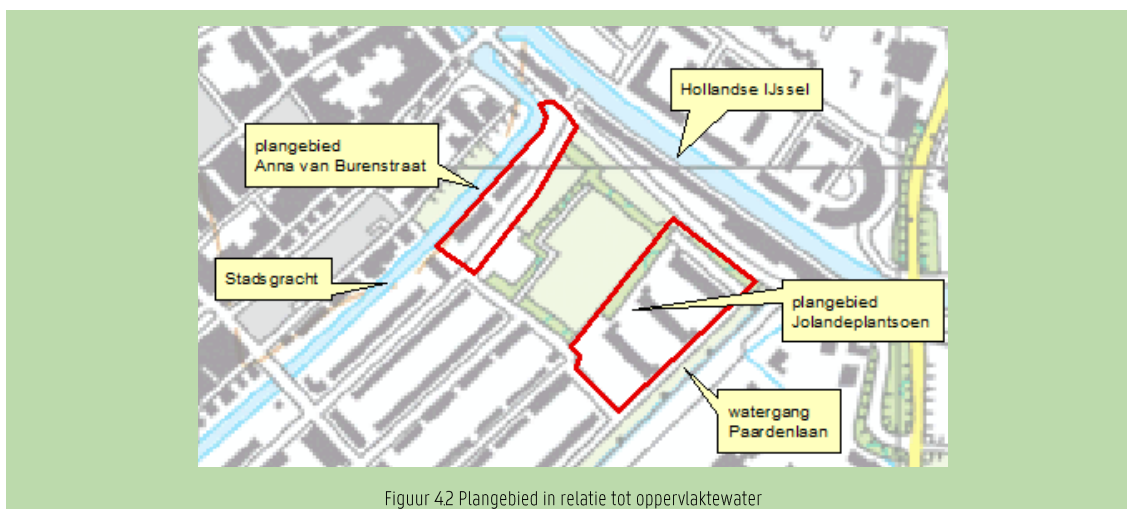 Hollandse IJssel
plangebied
Anna van Burenstraat
Stadsgracht
plangebied
Jolandeplantsoen
watergang
Paardenlaan
Figuur 4.2 Plangebied in relatie tot oppervlaktewater